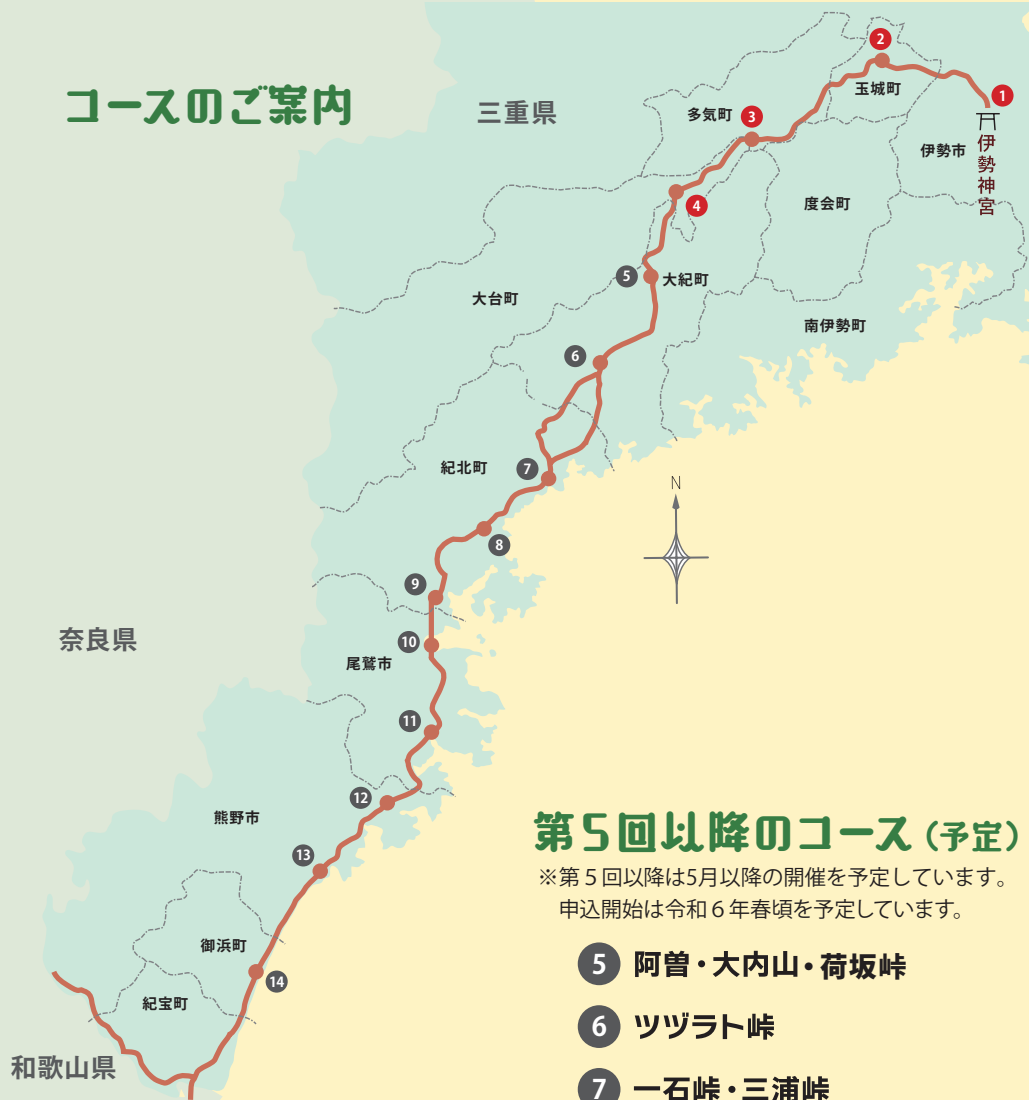 コースのご案内
三重県
2
玉城町
1
多気町
3
伊勢市
伊勢神宮
4
度会町
5
大紀町
大台町
南伊勢町
6
紀北町
7
N
8
9
奈良県
10
尾鷲市
11
12
熊野市
13
御浜町
14
紀宝町
和歌山県
第5回以降のコース（予定）
※第５回以降は5月以降の開催を予定しています。
申込開始は令和６年春頃を予定しています。
5 阿曽・大内山・荷坂峠
6 ツヅラト峠
7 一石峠・三浦峠